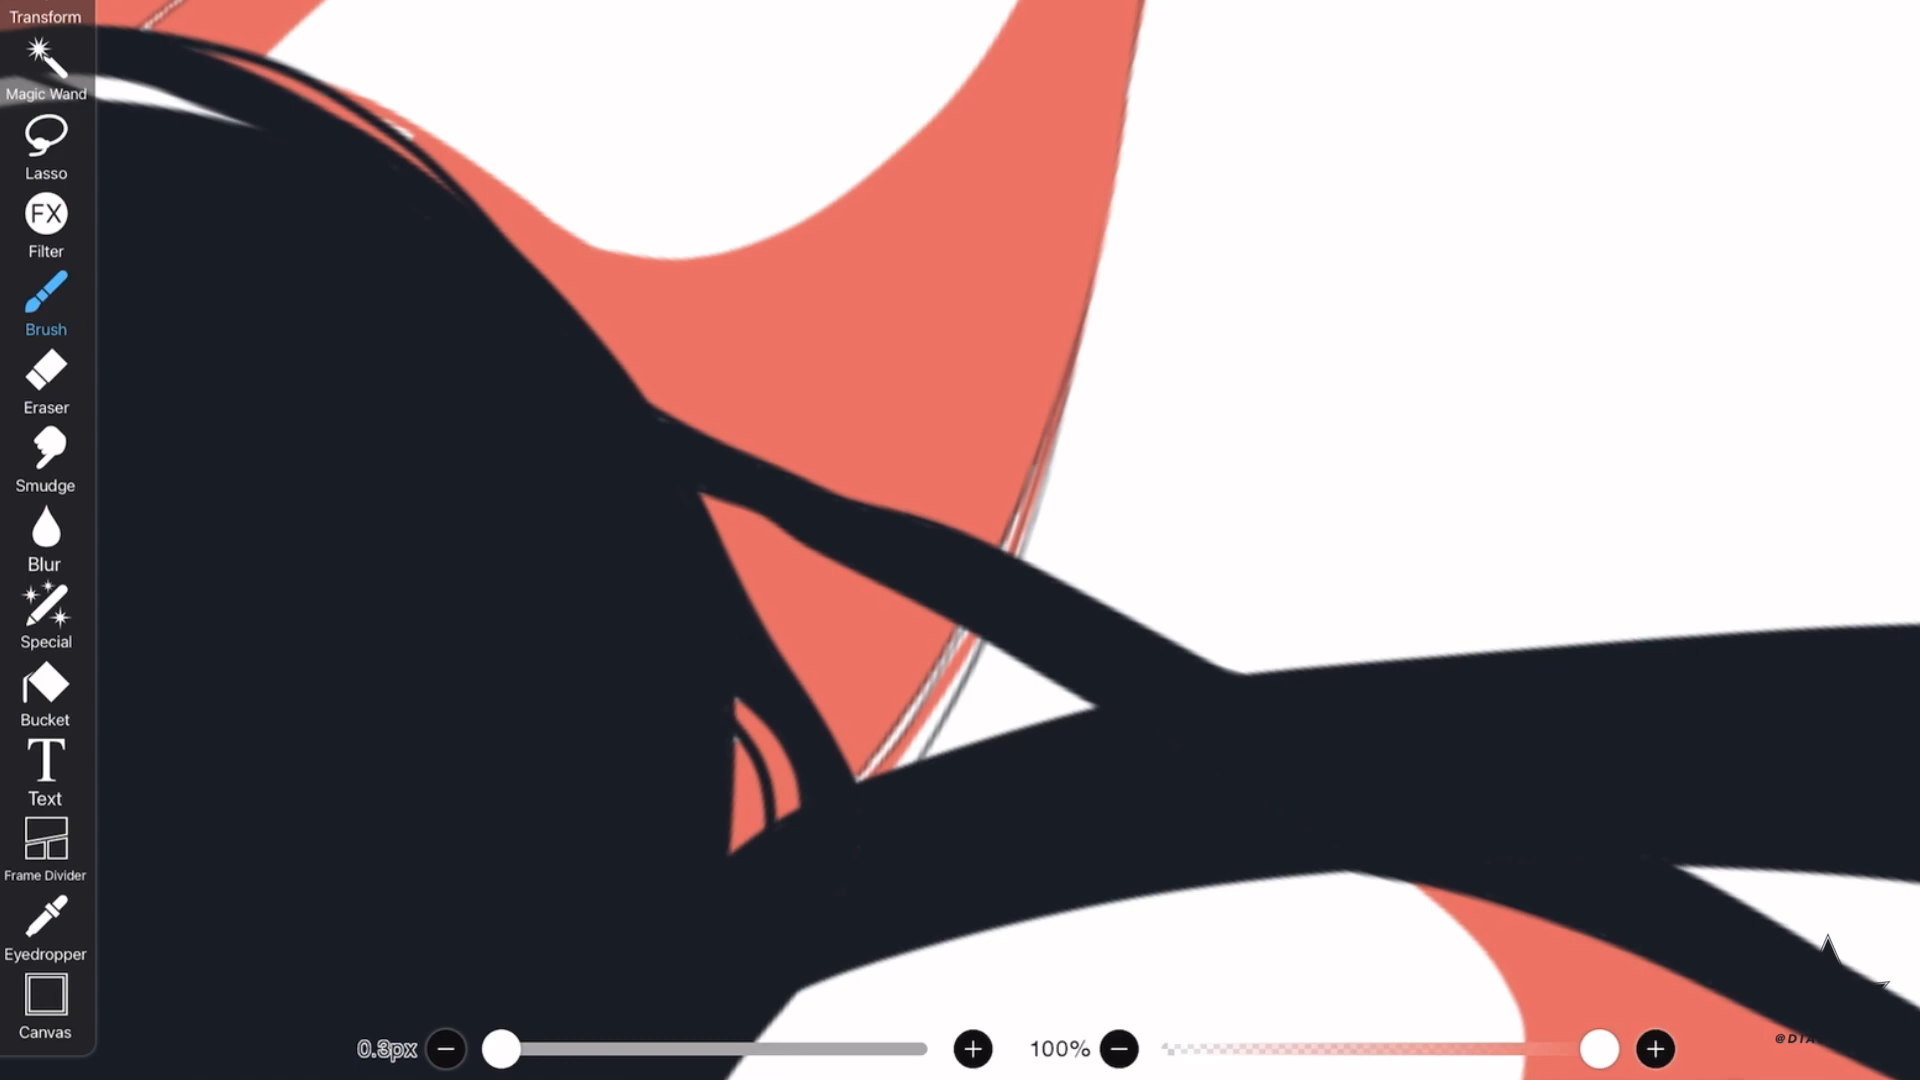 Transform
Magic Wand
Lasso
FX
Filter
Brush
Eraser
Smudge
Blur
Special
Bucket
T
Text
Frame Divider
Eyedropper
Canvas
0.3px
100%